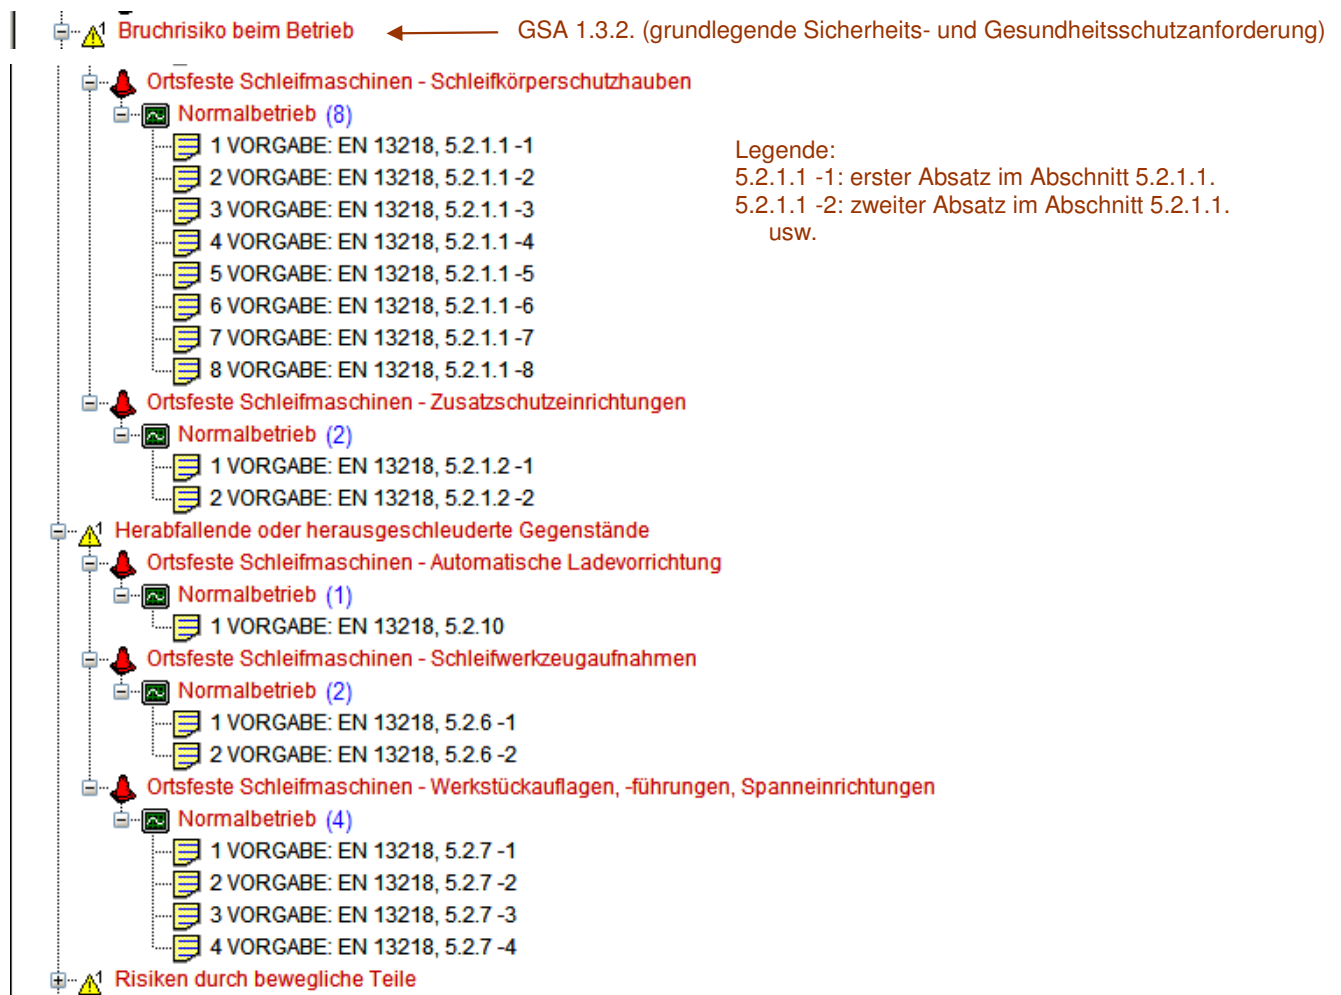 Bruchrisiko beim Betrieb GSA 1.3.2. (grundlegende Sicherheits- und Gesundheitsschutzanforderung)
Ortsfeste Schleifmaschinen - Schleifkörperschutzhauben
Normalbetrieb (8)
1 VORGABE: EN 13218, 5.2.1.1 -1
Legende:
2 VORGABE: EN 13218, 5.2.1.1 -2
5.2.1.1 -1: erster Absatz im Abschnitt 5.2.1.1.
3 VORGABE: EN 13218, 5.2.1.1 -3
5.2.1.1 -2: zweiter Absatz im Abschnitt 5.2.1.1.
usw.
4 VORGABE: EN 13218, 5.2.1.1 -4
5 VORGABE: EN 13218, 5.2.1.1 -5
6 VORGABE: EN 13218, 5.2.1.1 -6
7 VORGABE: EN 13218, 5.2.1.1 -7
8 VORGABE: EN 13218, 5.2.1.1 -8
Ortsfeste Schleifmaschinen - Zusatzschutzeinrichtungen
Normalbetrieb (2)
1 VORGABE: EN 13218, 5.2.1.2 -1
2 VORGABE: EN 13218, 5.2.1.2 -2
1 Herabfallende oder herausgeschleuderte Gegenstände
Ortsfeste Schleifmaschinen - Automatische Ladevorrichtung
Normalbetrieb (1)
1 VORGABE: EN 13218, 5.2.10
Ortsfeste Schleifmaschinen - Schleifwerkzeugaufnahmen
Normalbetrieb (2)
1 VORGABE: EN 13218, 5.2.6 -1
2 VORGABE: EN 13218, 5.2.6 -2
Ortsfeste Schleifmaschinen - Werkstückauflagen, -führungen, Spanneinrichtungen
Normalbetrieb (4)
1 VORGABE: EN 13218, 5.2.7 -1
2 VORGABE: EN 13218, 5.2.7 -2
3 VORGABE: EN 13218, 5.2.7 -3
4 VORGABE: EN 13218, 5.2.7 -4
1 Risiken durch bewegliche Teile